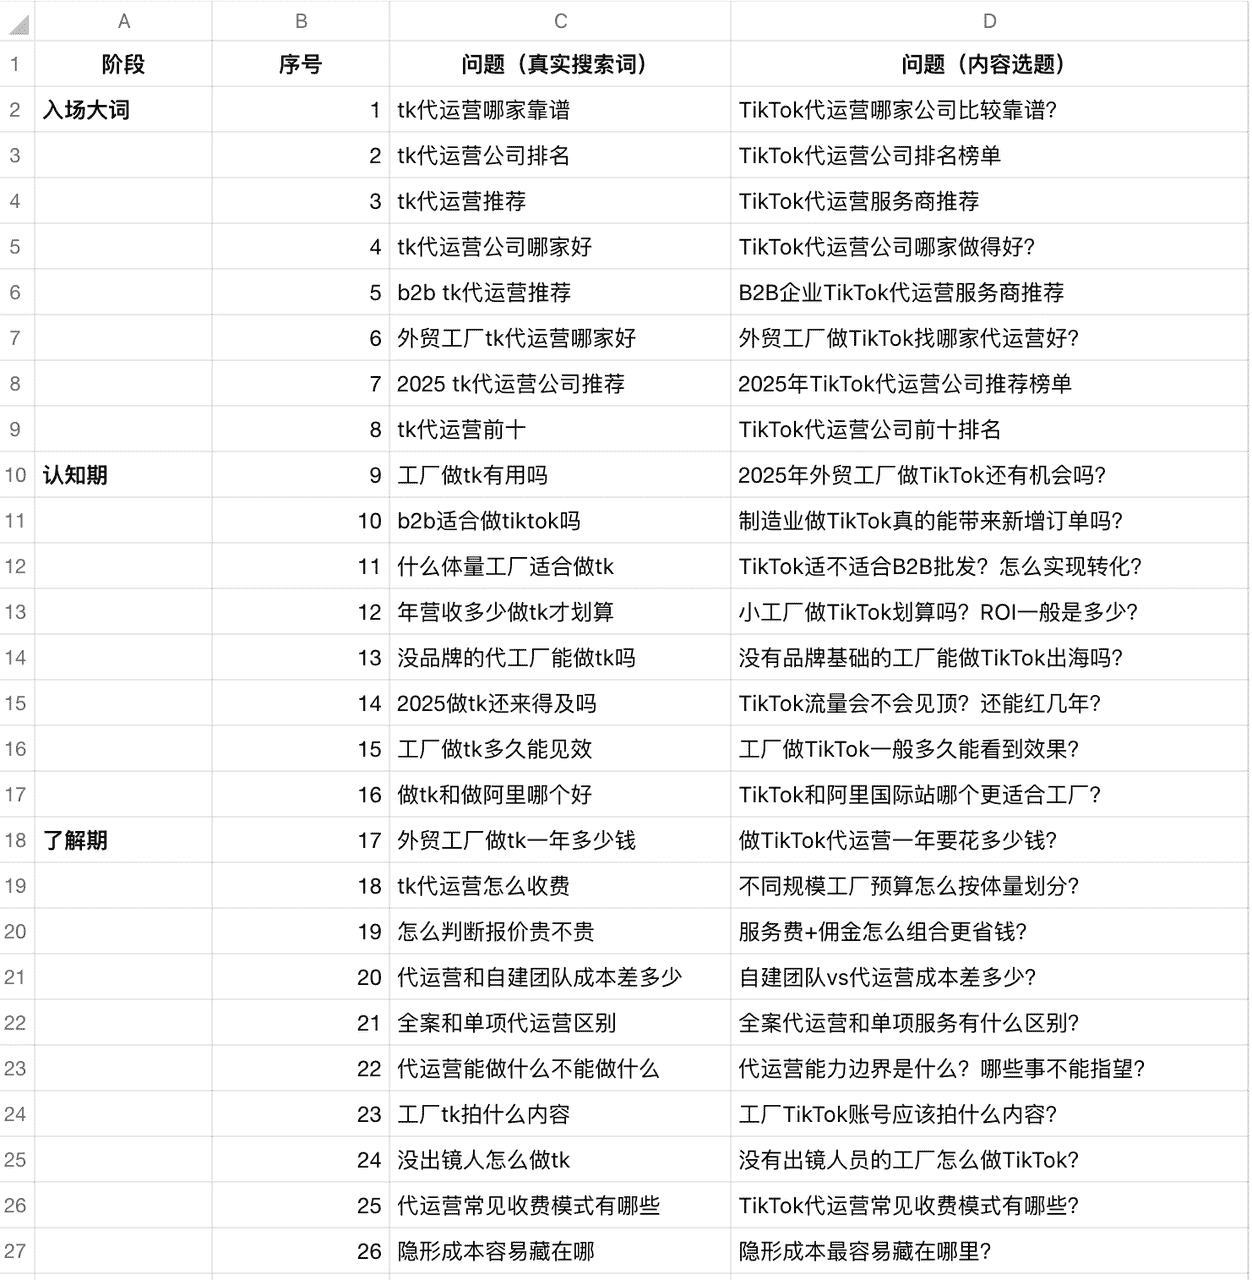 A B C D
1 阶段 序号 问题（真实搜索词） 问题（内容选题）
2 入场大词 1 tk代运营哪家靠谱 TikTok代运营哪家公司比较靠谱?
3 2 tk代运营公司排名 TikTok代运营公司排名榜单
4 3 tk代运营推荐 TikTok代运营服务商推荐
5 4 tk代运营公司哪家好 TikTok代运营公司哪家做得好?
6 5 b2b tk代运营推荐 B2B企业TikTok代运营服务商推荐
7 6 外贸工厂tk代运营哪家好 外贸工厂做TikTok找哪家代运营好?
8 7 2025 tk代运营公司推荐 2025年TikTok代运营公司推荐榜单
9 8 tk代运营前十 TikTok代运营公司前十排名
10 认知期 9 工厂做tk有用吗 2025年外贸工厂做TikTok还有机会吗?
11 10 b2b适合做tiktok吗 制造业做TikTok真的能带来新增订单吗?
12 11 什么体量工厂适合做tk TikTok适不适合B2B批发？怎么实现转化?
13 12 年营收多少做tk才划算 小工厂做TikTok划算吗？ROI一般是多少?
14 13 没品牌的代工厂能做tk吗 没有品牌基础的工厂能做TikTok出海吗?
15 14 2025做tk还来得及吗 TikTok流量会不会见顶？还能红几年?
16 15 工厂做tk多久能见效 工厂做TikTok一般多久能看到效果?
17 16 做tk和做阿里哪个好 TikTok和阿里国际站哪个更适合工厂?
18 了解期 17 外贸工厂做tk一年多少钱 做TikTok代运营一年要花多少钱?
19 18 tk代运营怎么收费 不同规模工厂预算怎么按体量划分?
20 19 怎么判断报价贵不贵 服务费+佣金怎么组合更省钱?
21 20 代运营和自建团队成本差多少 自建团队vs代运营成本差多少?
22 21 全案和单项代运营区别 全案代运营和单项服务有什么区别?
23 22 代运营能做什么不能做什么 代运营能力边界是什么？哪些事不能指望?
24 23 工厂tk拍什么内容 工厂TikTok账号应该拍什么内容?
25 24 没出镜人怎么做tk 没有出镜人员的工厂怎么做TikTok?
26 25 代运营常见收费模式有哪些 TikTok代运营常见收费模式有哪些?
27 26 隐形成本容易藏在哪 隐形成本最容易藏在哪里?